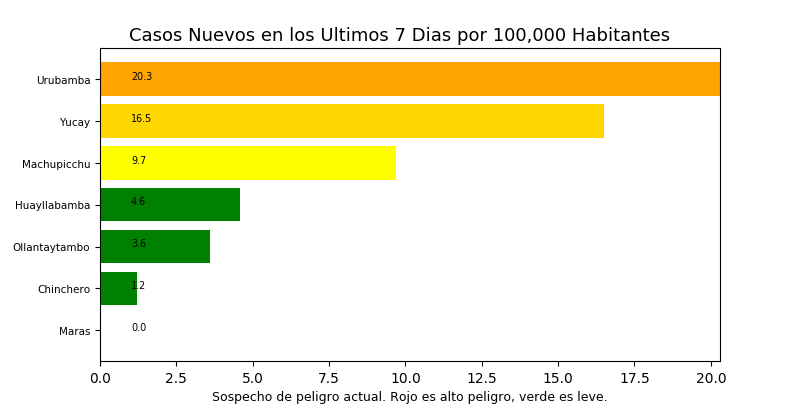 Casos Nuevos en los Ultimos 7 Dias por 100,000 Habitantes
Urubamba 20.3
Yucay 16.5
Machupicchu 9.7
Huayllabamba 4.6
Ollantaytambo 3.6
Chinchero 1.2
Maras 0.0
0.0 2.5 5.0 7.5 10.0 12.5 15.0 17.5 20.0
Sospecho de peligro actual. Rojo es alto peligro, verde es leve.